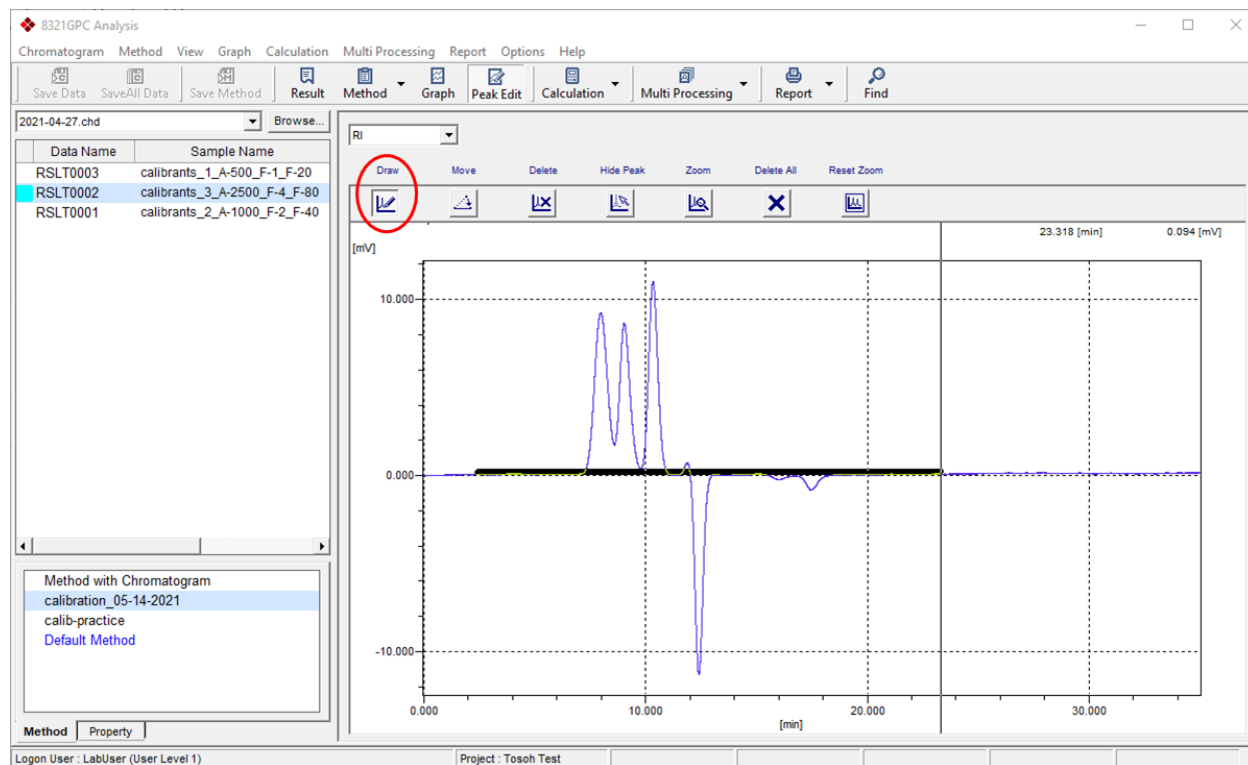 8321GPC Analysis
Chromatogram Method View Graph Calculation Multi Processing Report Options Help
Save Data SaveAll Data Save Method Result Method Graph Peak Edit Calculation Multi Processing Report Find
2021-04-27.chd Browse...
Data Name Sample Name
RSLT0003 calibrants_1_A-500_F-1_F-20
RSLT0002 calibrants_3_A-2500_F-4_F-80
RSLT0001 calibrants_2_A-1000_F-2_F-40
Method with Chromatogram
calibration_05-14-2021
calib-practice
Default Method
Method Property
RI
Draw Move Delete Hide Peak Zoom Delete All Reset Zoom
23.318 [min] 0.094 [mV]
[mV]
10.000
0.000
-10.000
0.000 10.000 20.000 30.000
[min]
Logon User : LabUser (User Level 1) Project : Tosoh Test